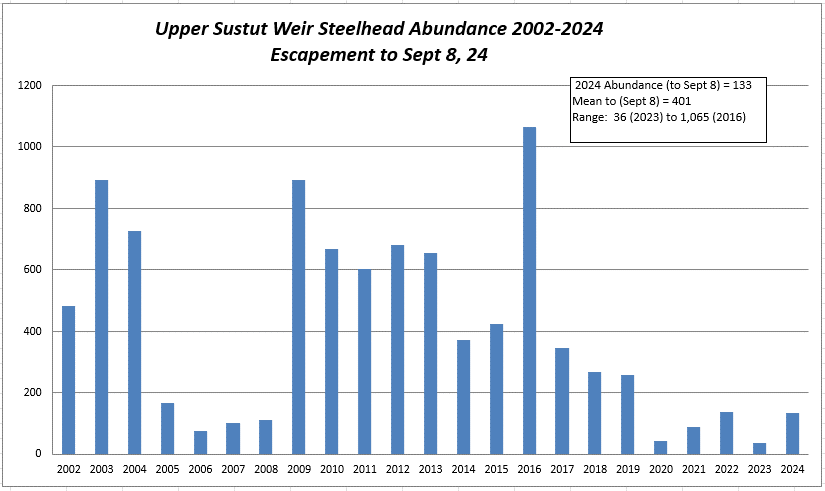 Upper Sustut Weir Steelhead Abundance 2002-2024
Escapement to Sept 8, 24
2024 Abundance (to Sept 8) = 133
Mean to (Sept 8) = 401
Range:  36 (2023) to 1,065 (2016)
1200
1000
800
600
400
200
0
2002 2003 2004 2005 2006 2007 2008 2009 2010 2011 2012 2013 2014 2015 2016 2017 2018 2019 2020 2021 2022 2023 2024